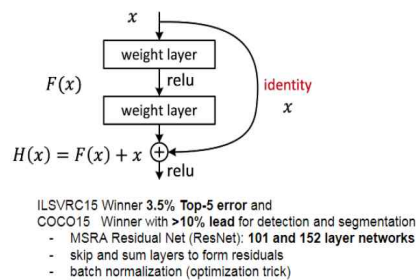 x
weight layer
F(x)
relu
identity
x
weight layer
H(x) = F(x) + x
relu
ILSVRC15 Winner 3.5% Top-5 error and
COCO15 Winner with >10% lead for detection and segmentation
- MSRA Residual Net (ResNet): 101 and 152 layer networks
- skip and sum layers to form residuals
- batch normalization (optimization trick)